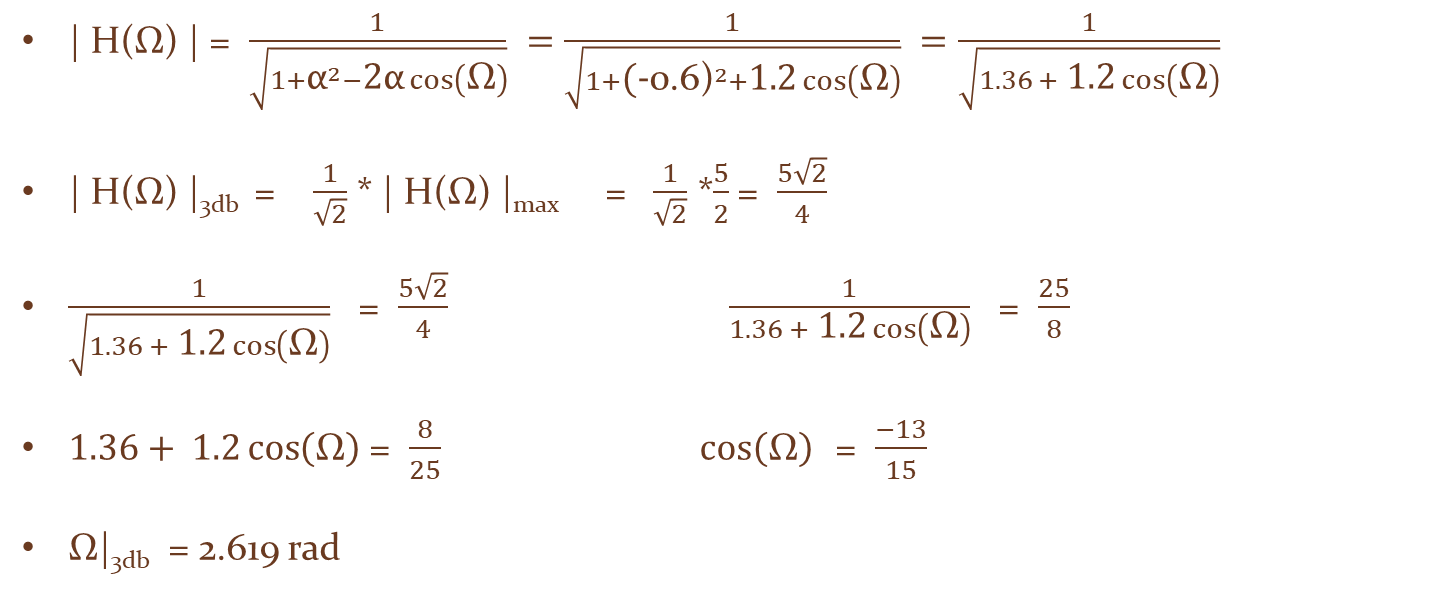 • | H(Ω) | = 1/√(1+α²−2α cos(Ω)) = 1/√(1+(-0.6)²+1.2 cos(Ω)) = 1/√(1.36 + 1.2 cos(Ω))
• | H(Ω) |3db = 1/√2 * | H(Ω) |max = 1/√2 * 5/2 = 5√2/4
• 1/√(1.36 + 1.2 cos(Ω)) = 5√2/4 1/(1.36 + 1.2 cos(Ω)) = 25/8
• 1.36 + 1.2 cos(Ω) = 8/25 cos(Ω) = −13/15
• Ω|3db = 2.619 rad